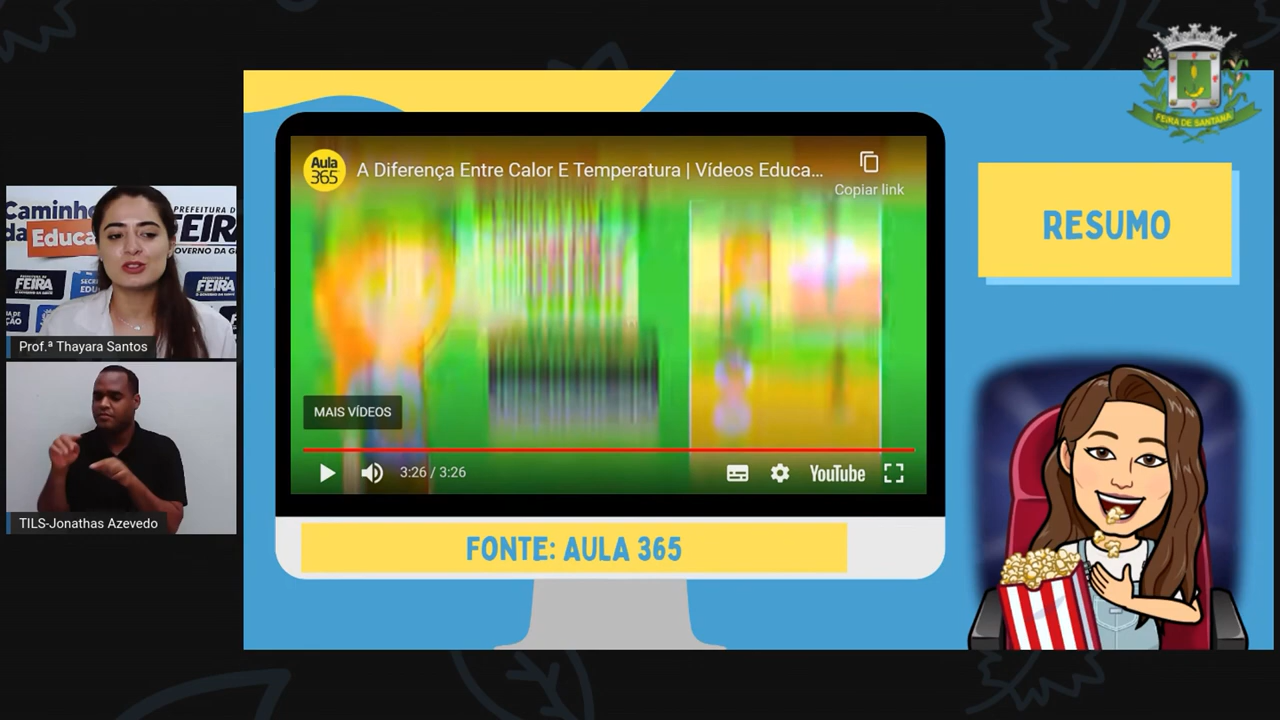 FEIRA DE SANTANA
Aula
365
A Diferença Entre Calor E Temperatura | Vídeos Educa...
Copiar link
RESUMO
Caminho
da Educa
PREFEITURA D
FEIRA
GOVERNO DA GE
FEIRA
FEIRA
Prof.ª Thayara Santos
MAIS VÍDEOS
3:26 / 3:26
YouTube
TILS-Jonathas Azevedo
FONTE: AULA 365